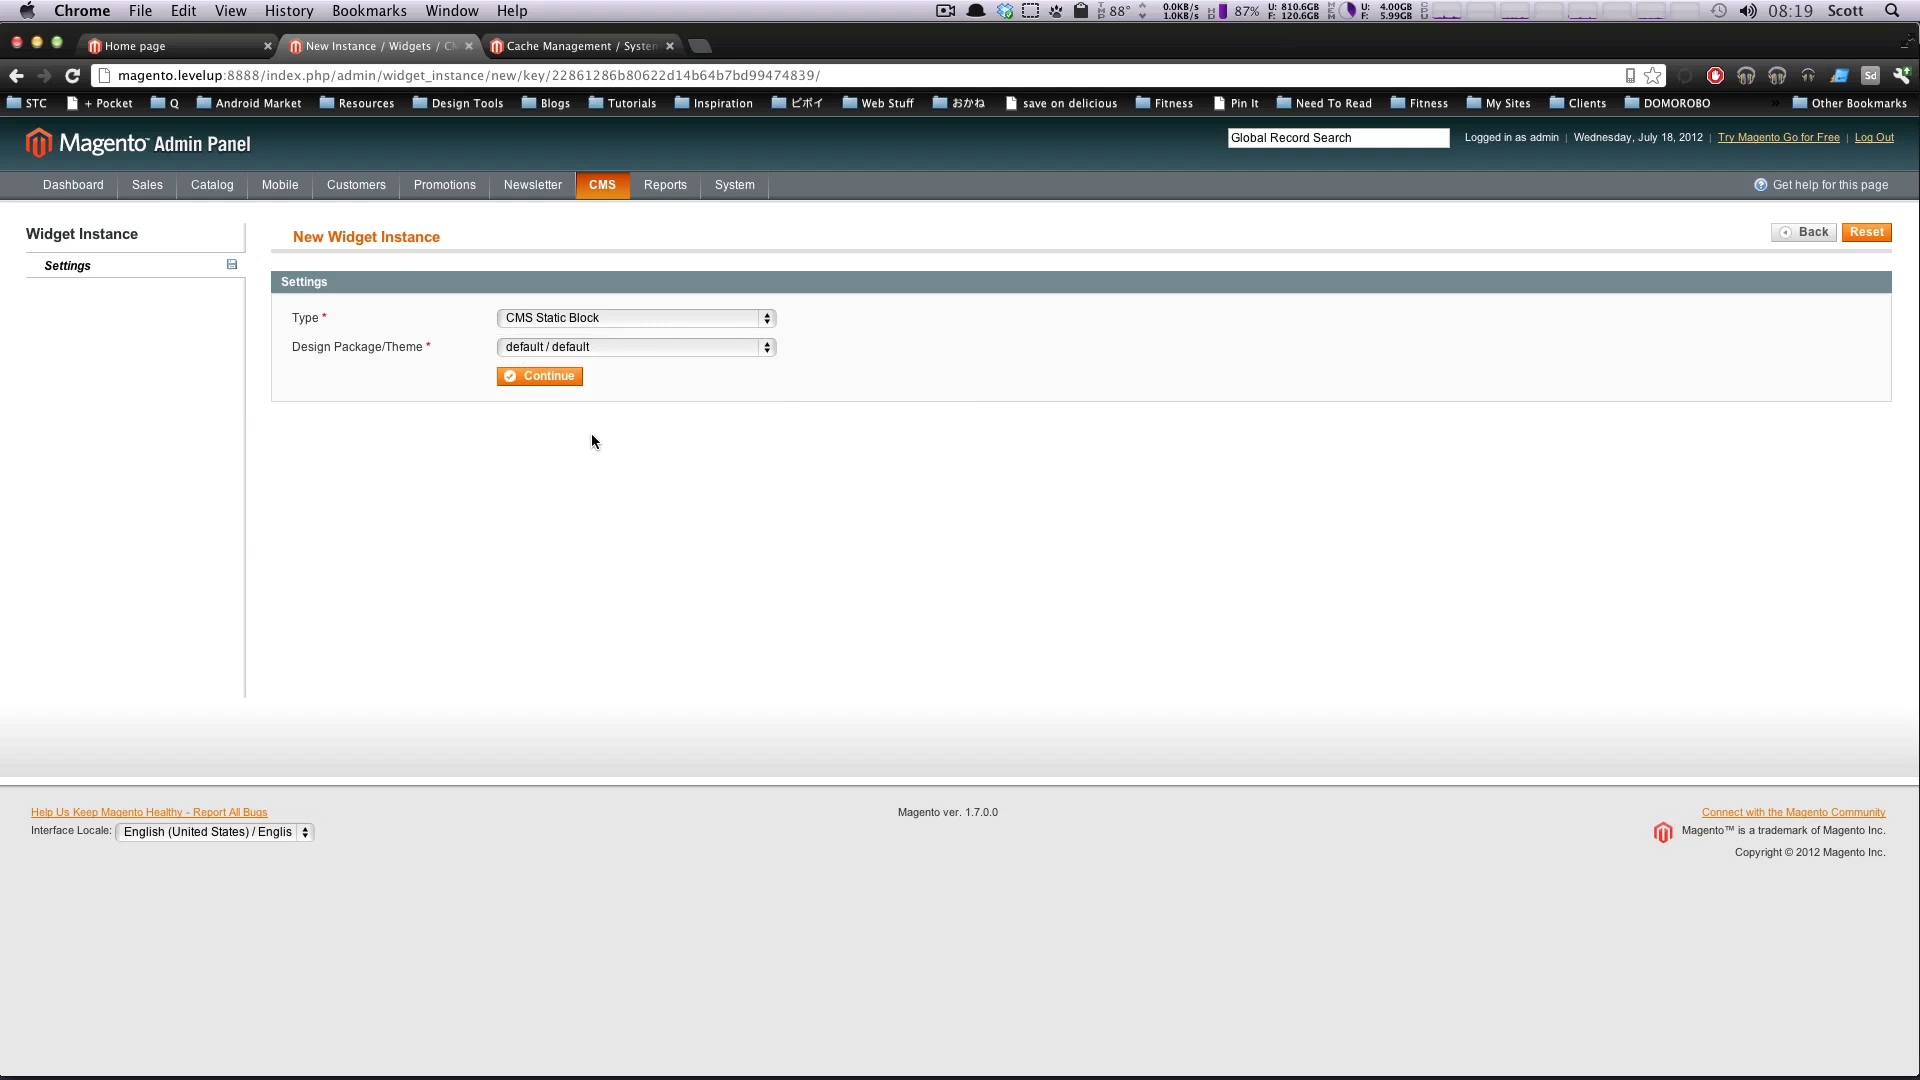 Chrome File Edit View History Bookmarks Window Help 88° 0.0KB/s 1.0KB/s 87% U: 810.6GB F: 120.6GB U: 4.00GB F: 5.99GB 08:19 Scott
Home page New Instance / Widgets / CM Cache Management / System
magento.levelup:8888/index.php/admin/widget_instance/new/key/22861286b80622d14b64b7bd99474839/ Sd
STC + Pocket Q Android Market Resources Design Tools Blogs Tutorials Inspiration ビボイ Web Stuff おかね save on delicious Fitness Pin It Need To Read Fitness My Sites Clients DOMOROBO » Other Bookmarks
Magento™ Admin Panel Global Record Search Logged in as admin | Wednesday, July 18, 2012 | Try Magento Go for Free | Log Out
Dashboard Sales Catalog Mobile Customers Promotions Newsletter CMS Reports System Get help for this page
Widget Instance
Settings
New Widget Instance Back Reset
Settings
Type * CMS Static Block
Design Package/Theme * default / default
Continue
Help Us Keep Magento Healthy - Report All Bugs Magento ver. 1.7.0.0 Connect with the Magento Community
Interface Locale: English (United States) / Englis Magento™ is a trademark of Magento Inc.
Copyright © 2012 Magento Inc.